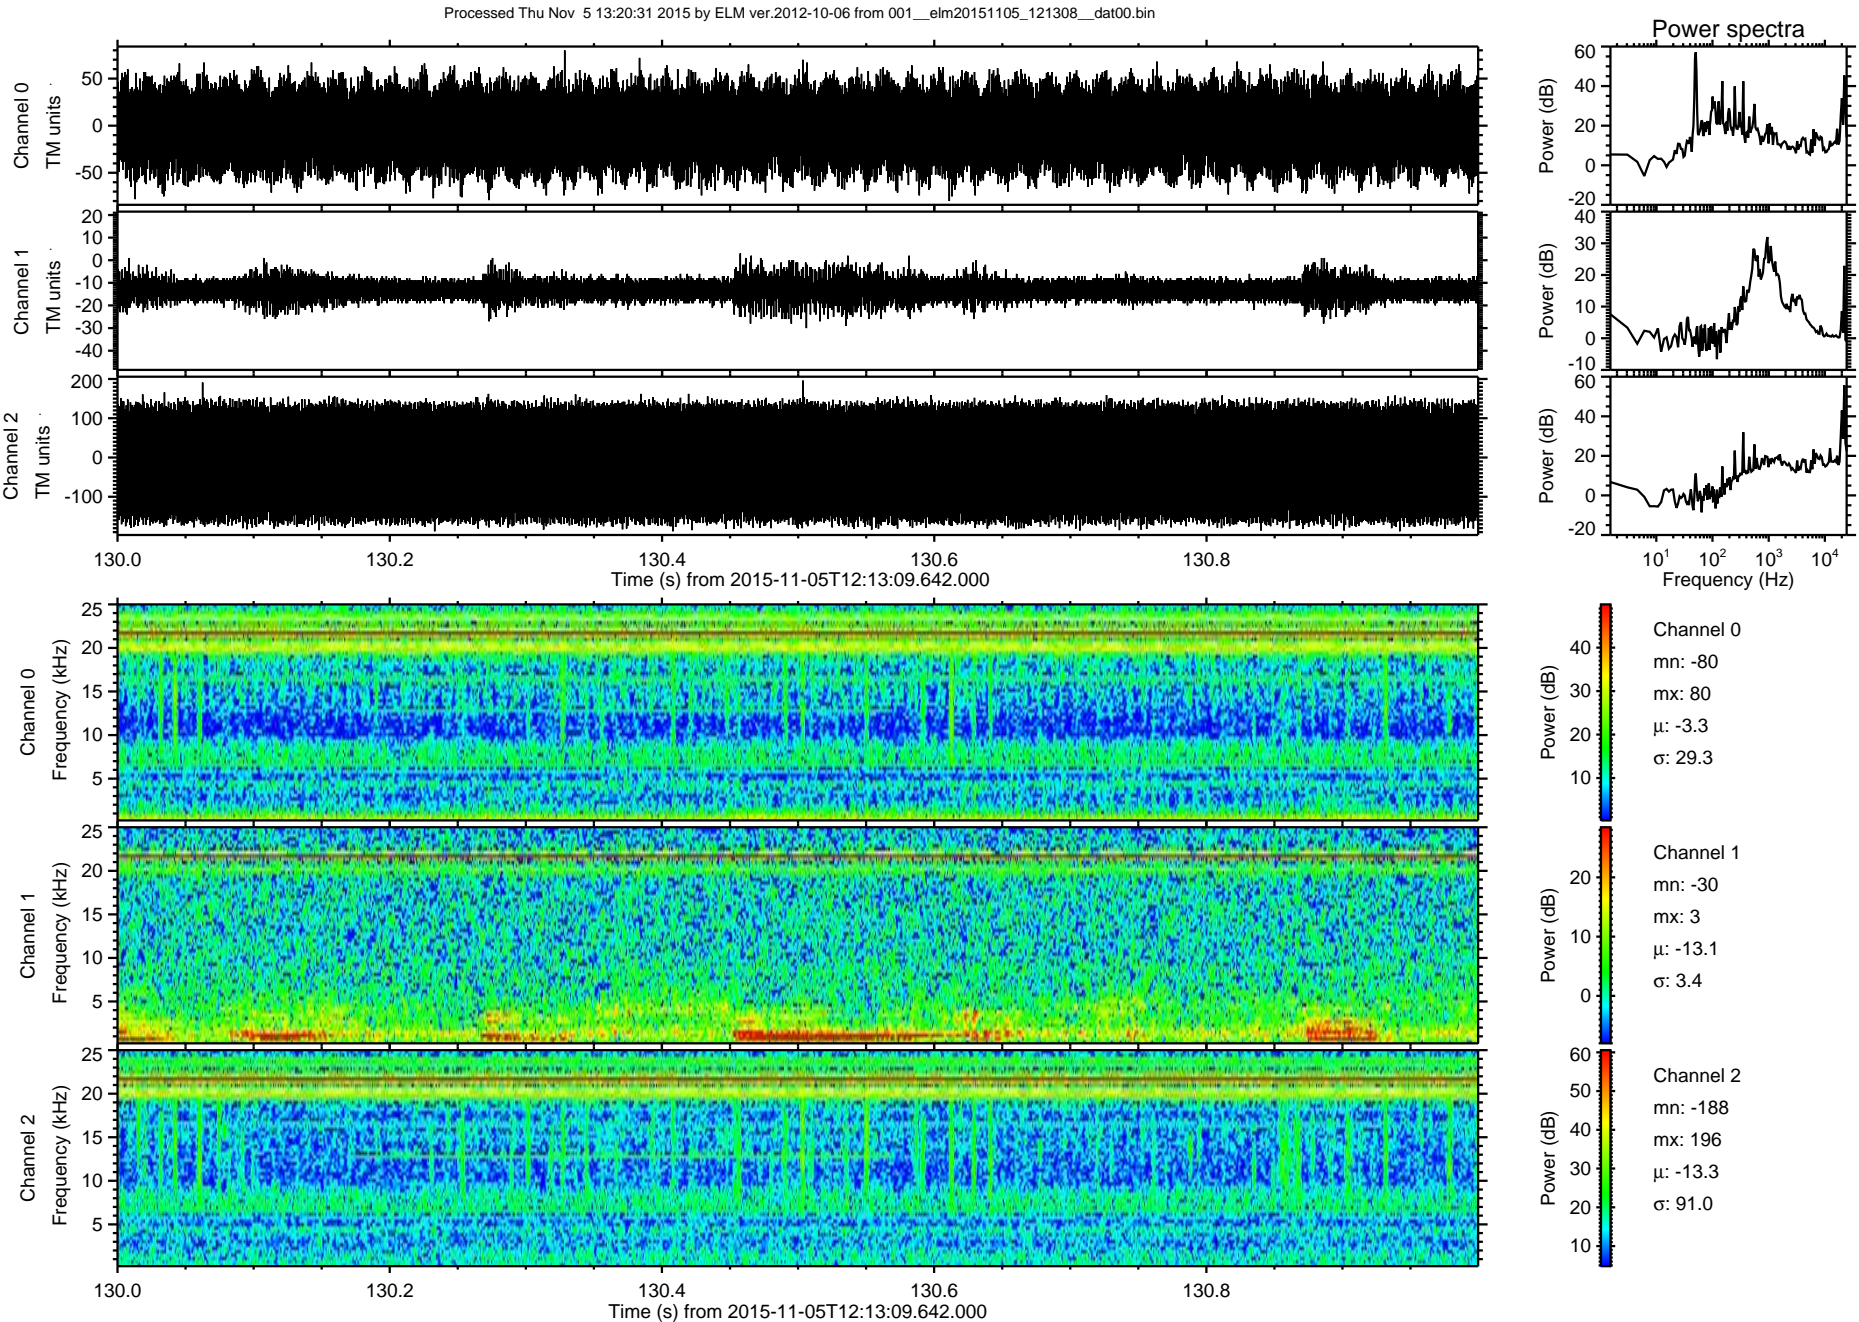 Processed Thu Nov  5 13:20:31 2015 by ELM ver.2012-10-06 from 001__elm20151105_121308__dat00.bin
Power spectra
Channel 0
TM units
50
0
-50
Power (dB)
60
40
20
0
-20
Channel 1
TM units
20
10
0
-10
-20
-30
-40
Power (dB)
40
30
20
10
0
-10
Channel 2
TM units
200
100
0
-100
Power (dB)
60
40
20
0
-20
130.0 130.2 130.4 130.6 130.8
Time (s) from 2015-11-05T12:13:09.642.000
10¹ 10² 10³ 10⁴
Frequency (Hz)
Channel 0
Frequency (kHz)
25
20
15
10
5
Power (dB)
40
30
20
10
Channel 0
mn: -80
mx: 80
µ: -3.3
σ: 29.3
Channel 1
Frequency (kHz)
25
20
15
10
5
Power (dB)
20
10
0
Channel 1
mn: -30
mx: 3
µ: -13.1
σ: 3.4
Channel 2
Frequency (kHz)
25
20
15
10
5
Power (dB)
60
50
40
30
20
10
Channel 2
mn: -188
mx: 196
µ: -13.3
σ: 91.0
130.0 130.2 130.4 130.6 130.8
Time (s) from 2015-11-05T12:13:09.642.000